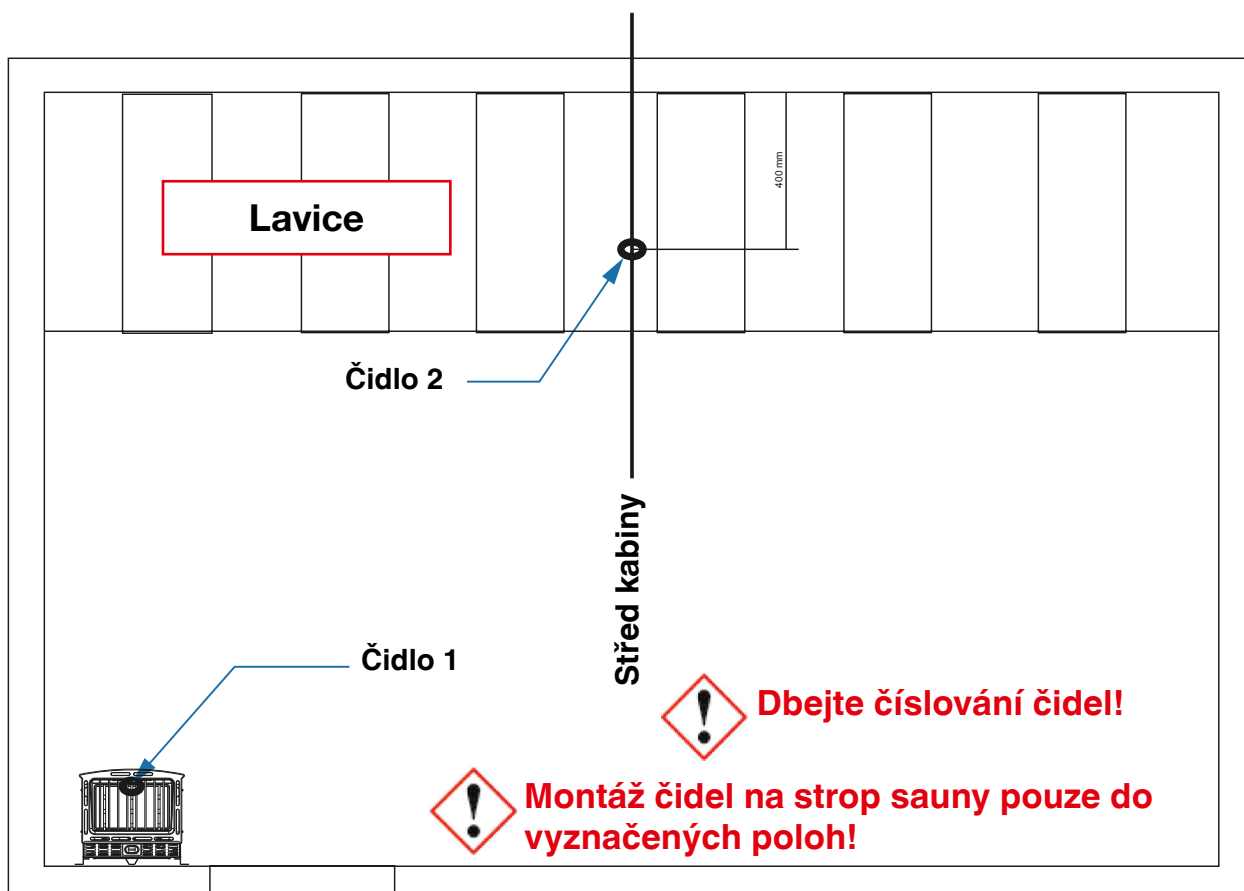 400 mm
Lavice
Čidlo 2
Střed kabiny
Čidlo 1
Dbejte číslování čidel!
Montáž čidel na strop sauny pouze do
vyznačených poloh!